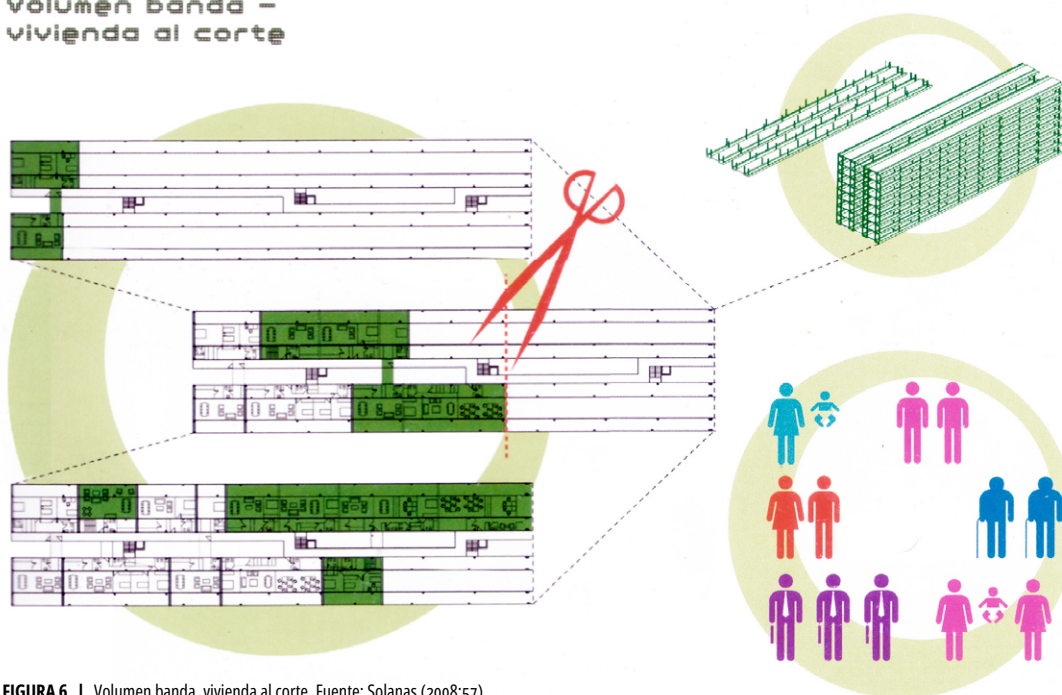 volumen banda –
vivienda al corte
FIGURA 6 | Volumen banda, vivienda al corte. Fuente: Solanas (2008:57)